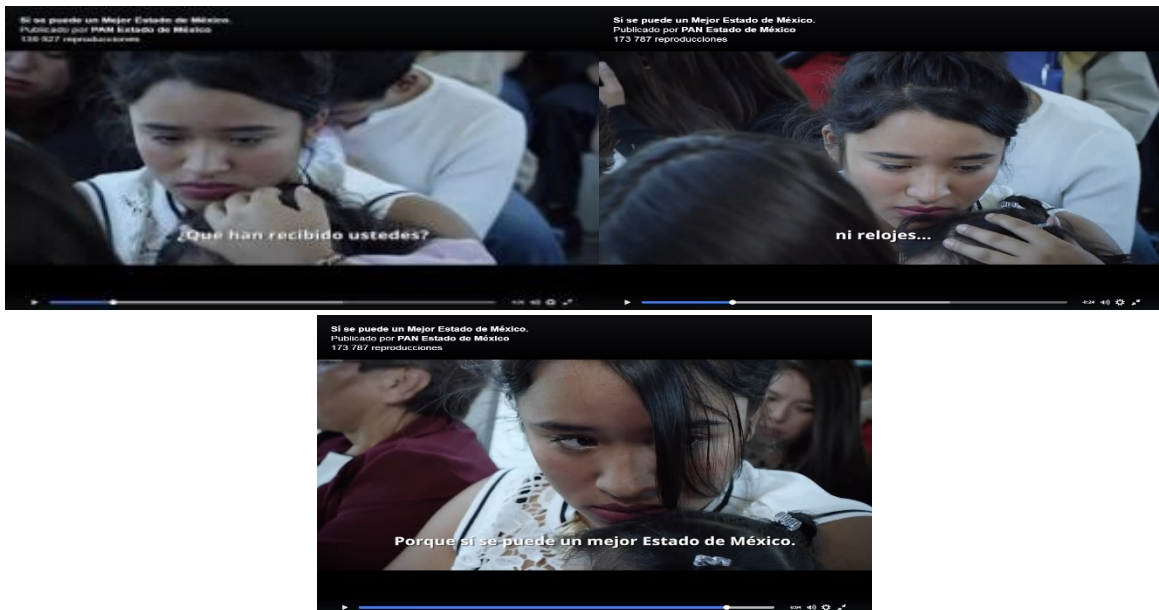 Sí se puede un Mejor Estado de México.
Publicado por PAN Estado de México
reproducciones
¿Que han recibido ustedes?
Sí se puede un Mejor Estado de México.
Publicado por PAN Estado de México
173 787 reproducciones
ni relojes...
-0:24
Sí se puede un Mejor Estado de México.
Publicado por PAN Estado de México
173 787 reproducciones
Porque sí se puede un mejor Estado de México.